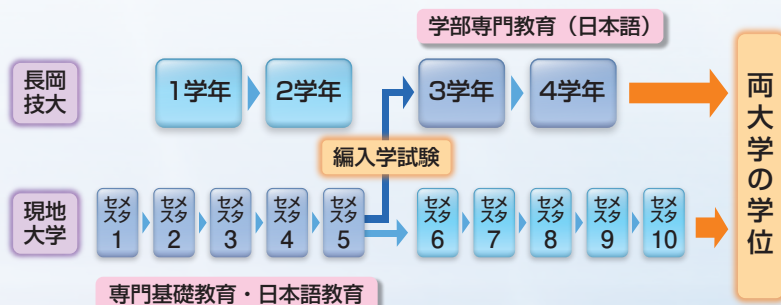 学部専門教育（日本語）
長岡
技大
1学年
2学年
3学年
4学年
編入学試験
現地
大学
セメ
スタ
1
セメ
スタ
2
セメ
スタ
3
セメ
スタ
4
セメ
スタ
5
セメ
スタ
6
セメ
スタ
7
セメ
スタ
8
セメ
スタ
9
セメ
スタ
10
両大学の学位
専門基礎教育・日本語教育